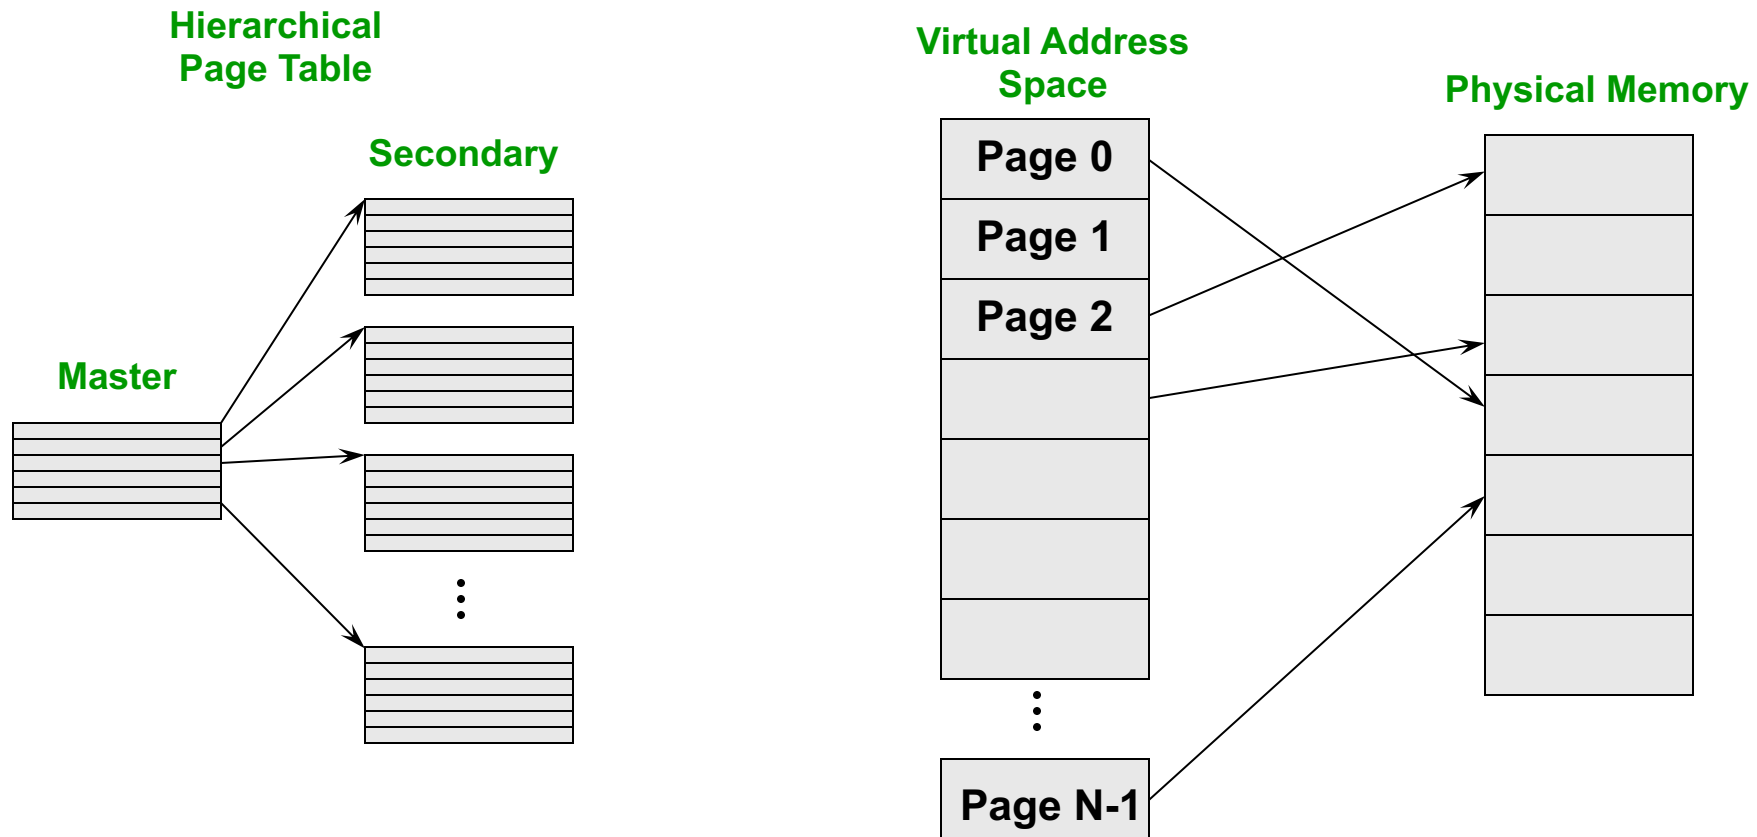 Hierarchical
Page Table
Secondary
Master
Virtual Address
Space
Page 0
Page 1
Page 2
Page N-1
Physical Memory